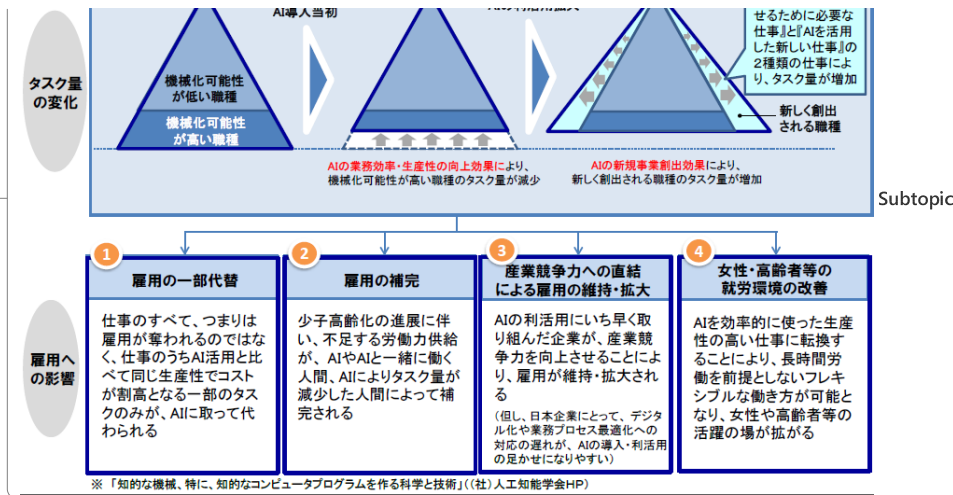 AI導入当初
AIの利活用拡大
せるために必要な
仕事』と『AIを活用
した新しい仕事』の
2種類の仕事によ
り、タスク量が増加
タスク量
の変化
機械化可能性
が低い職種
機械化可能性
が高い職種
新しく創出
される職種
AIの業務効率・生産性の向上効果により、
機械化可能性が高い職種のタスク量が減少
AIの新規事業創出効果により、
新しく創出される職種のタスク量が増加
Subtopic
雇用へ
の影響
1
雇用の一部代替
仕事のすべて、つまりは
雇用が奪われるのではな
く、仕事のうちAI活用と比
べて同じ生産性でコスト
が割高となる一部のタス
クのみが、AIに取って代
わられる
2
雇用の補完
少子高齢化の進展に伴
い、不足する労働力供給
が、AIやAIと一緒に働く
人間、AIによりタスク量が
減少した人間によって補
完される
3
産業競争力への直結
による雇用の維持・拡大
AIの利活用にいち早く取
り組んだ企業が、産業競
争力を向上させることによ
り、雇用が維持・拡大され
る
(但し、日本企業にとって、デジタル
化や業務プロセス最適化への
対応の遅れが、AIの導入・利活用
の足かせになりやすい)
4
女性・高齢者等の
就労環境の改善
AIを効率的に使った生産
性の高い仕事に転換す
ることにより、長時間労
働を前提としないフレキ
シブルな働き方が可能と
なり、女性や高齢者等の
活躍の場が拡がる
※ 「知的な機械、特に、知的なコンピュータプログラムを作る科学と技術」((社)人工知能学会HP)